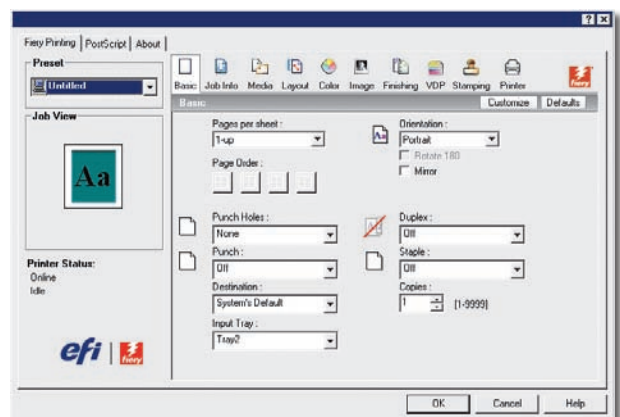 Fiery Printing PostScript About
Preset
Untitled
Basic Job Info Media Layout Color Image Finishing VDP Stamping Printer
fiery
Basic Customize Defaults
Job View
Aa
Pages per sheet :
1-up
Page Order :
Aa
Orientation :
Portrait
Rotate 180
Mirror
Punch Holes :
None
Duplex :
Off
Punch :
Off
Staple :
Off
Destination :
System's Default
Copies :
1 [1-9999]
Input Tray :
Tray2
Printer Status:
Online
Idle
efi fiery
OK Cancel Help